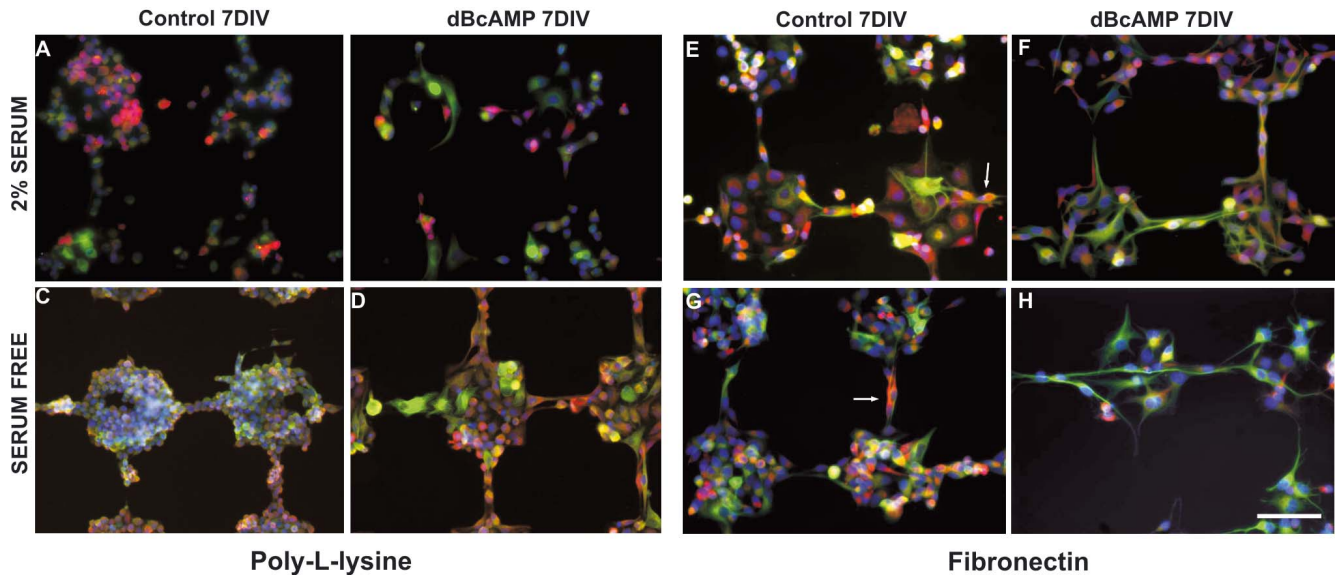 Control 7DIV
dBcAMP 7DIV
Control 7DIV
dBcAMP 7DIV
2% SERUM
A
E
F
SERUM FREE
C
D
G
H
Poly-L-lysine
Fibronectin